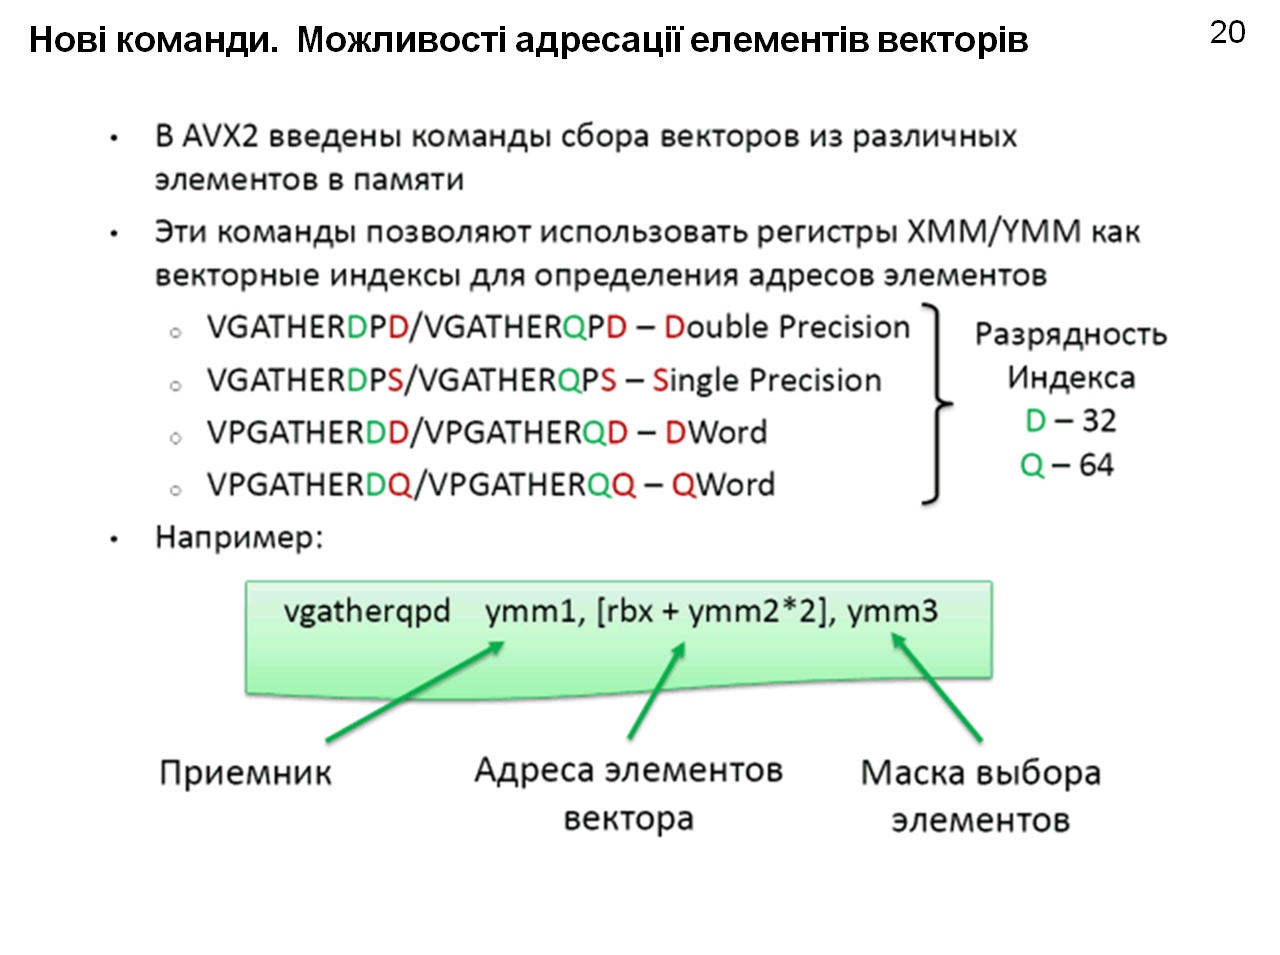 Нові команди.  Можливості адресації елементів векторів
20
• В AVX2 введены команды сбора векторов из различных
элементов в памяти
• Эти команды позволяют использовать регистры XMM/YMM как
векторные индексы для определения адресов элементов
○ VGATHERDPD/VGATHERQPD – Double Precision
○ VGATHERDPS/VGATHERQPS – Single Precision
○ VPGATHERDD/VPGATHERQD – DWord
○ VPGATHERDQ/VPGATHERQQ – QWord
Разрядность
Индекса
D – 32
Q – 64
• Например:
vgatherqpd    ymm1, [rbx + ymm2*2], ymm3
Приемник
Адреса элементов
вектора
Маска выбора
элементов